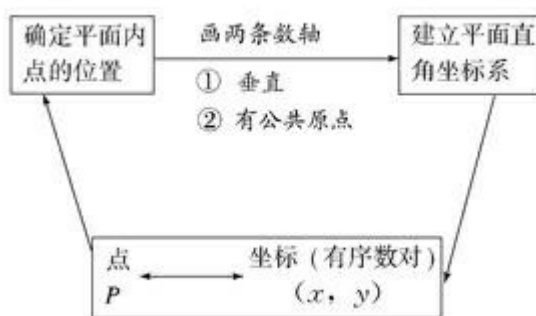 确定平面内
点的位置
画两条数轴
① 垂直
② 有公共原点
建立平面直
角坐标系
点
P
坐标(有序数对)
(x, y)